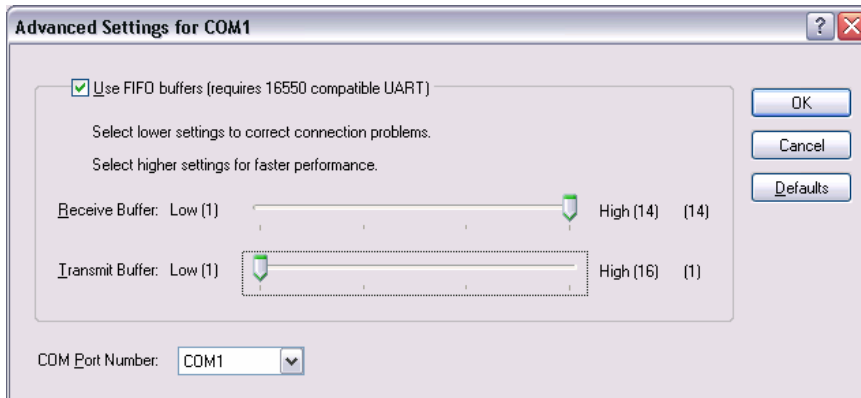 Advanced Settings for COM1
Use FIFO buffers (requires 16550 compatible UART)
OK
Select lower settings to correct connection problems.
Cancel
Select higher settings for faster performance.
Defaults
Receive Buffer: Low (1) High (14) (14)
Transmit Buffer: Low (1) High (16) (1)
COM Port Number: COM1